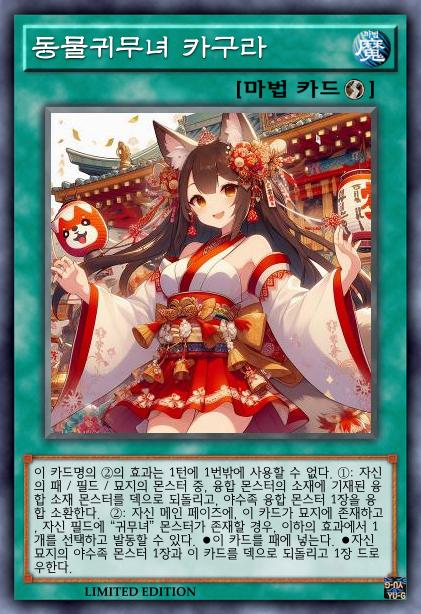 동물귀무녀 카구라
마법
魔
[마법 카드]
이 카드명의 ②의 효과는 1턴에 1번밖에 사용할 수 없다. ①: 자신
의 패 / 필드 / 묘지의 몬스터 중, 융합 몬스터의 소재에 기재된 융
합 소재 몬스터를 덱으로 되돌리고, 야수족 융합 몬스터 1장을 융
합 소환한다. ②: 자신 메인 페이즈에, 이 카드가 묘지에 존재하고
, 자신 필드에 “귀무녀” 몬스터가 존재할 경우, 이하의 효과에서 1
개를 선택하고 발동할 수 있다. ●이 카드를 패에 넣는다. ●자신
묘지의 야수족 몬스터 1장과 이 카드를 덱으로 되돌리고 1장 드로
우한다.
LIMITED EDITION